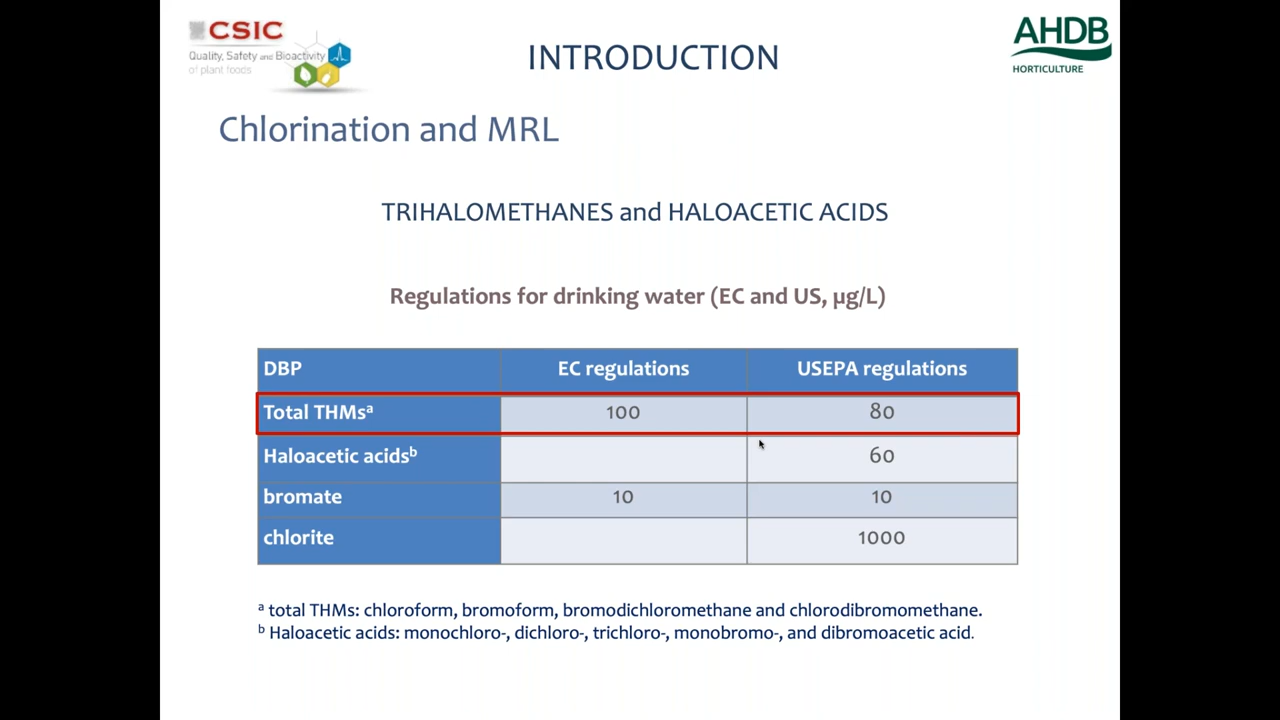 CSIC
Quality, Safety and Bioactivity
of plant foods
INTRODUCTION
AHDB
HORTICULTURE
Chlorination and MRL
TRIHALOMETHANES and HALOACETIC ACIDS
Regulations for drinking water (EC and US, µg/L)
DBP EC regulations USEPA regulations
Total THMsᵃ 100 80
Haloacetic acidsᵇ 60
bromate 10 10
chlorite 1000
ᵃ total THMs: chloroform, bromoform, bromodichloromethane and chlorodibromomethane.
ᵇ Haloacetic acids: monochloro-, dichloro-, trichloro-, monobromo-, and dibromoacetic acid.